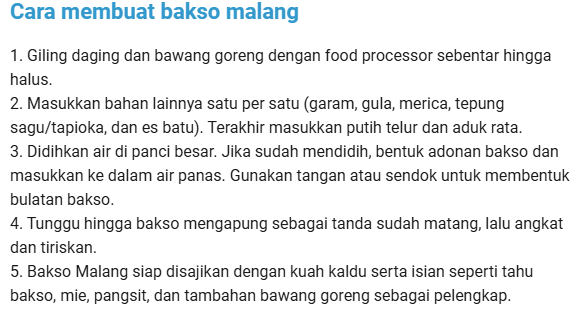 Cara membuat bakso malang
1. Giling daging dan bawang goreng dengan food processor sebentar hingga
halus.
2. Masukkan bahan lainnya satu per satu (garam, gula, merica, tepung
sagu/tapioka, dan es batu). Terakhir masukkan putih telur dan aduk rata.
3. Didihkan air di panci besar. Jika sudah mendidih, bentuk adonan bakso dan
masukkan ke dalam air panas. Gunakan tangan atau sendok untuk membentuk
bulatan bakso.
4. Tunggu hingga bakso mengapung sebagai tanda sudah matang, lalu angkat
dan tiriskan.
5. Bakso Malang siap disajikan dengan kuah kaldu serta isian seperti tahu
bakso, mie, pangsit, dan tambahan bawang goreng sebagai pelengkap.